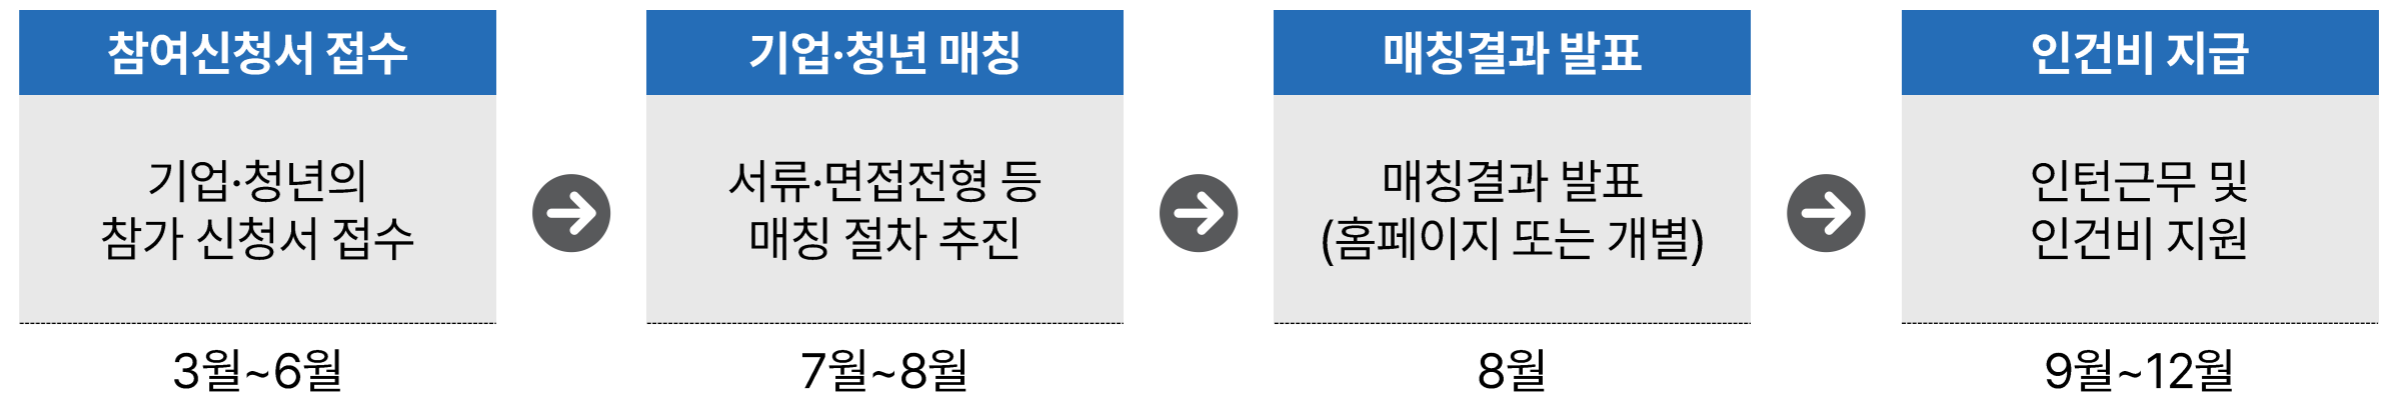 참여신청서 접수
기업·청년의
참가 신청서 접수
3월~6월
기업·청년 매칭
서류·면접전형 등
매칭 절차 추진
7월~8월
매칭결과 발표
매칭결과 발표
(홈페이지 또는 개별)
8월
인건비 지급
인턴근무 및
인건비 지원
9월~12월